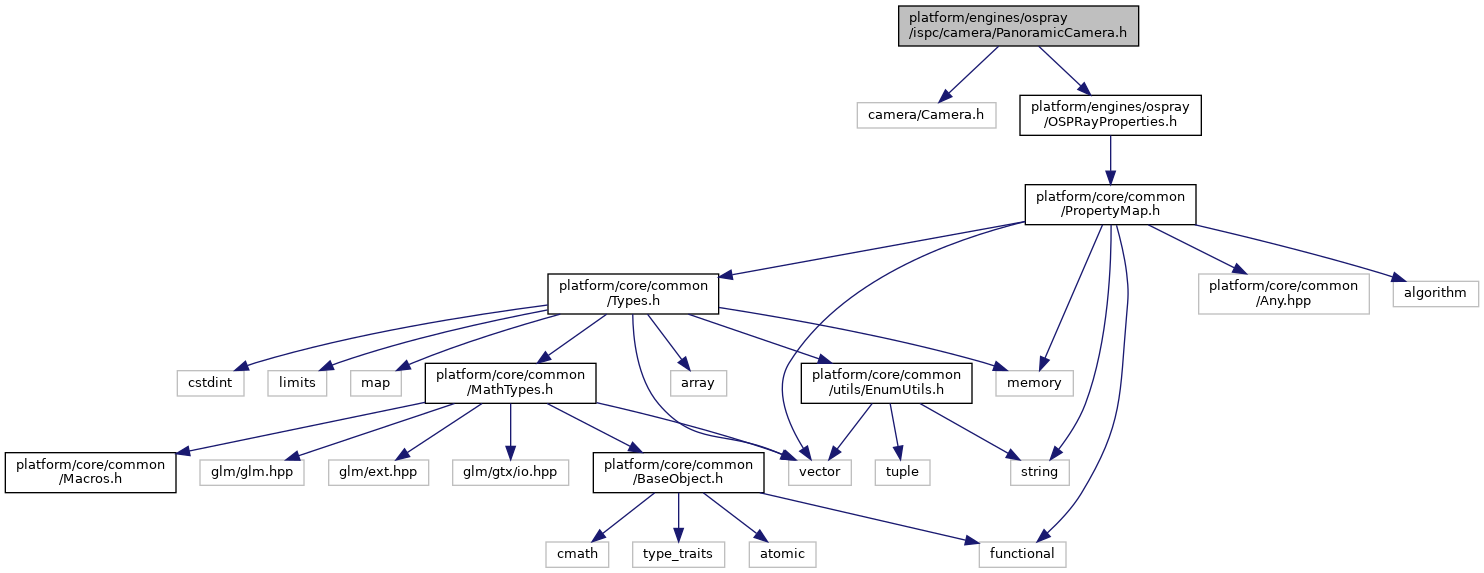 platform/engines/ospray
/ispc/camera/PanoramicCamera.h
camera/Camera.h
platform/engines/ospray
/OSPRayProperties.h
platform/core/common
/PropertyMap.h
platform/core/common
/Types.h
platform/core/common
/Any.hpp
algorithm
cstdint
limits
map
platform/core/common
/MathTypes.h
array
platform/core/common
/utils/EnumUtils.h
memory
platform/core/common
/Macros.h
glm/glm.hpp
glm/ext.hpp
glm/gtx/io.hpp
platform/core/common
/BaseObject.h
vector
tuple
string
cmath
type_traits
atomic
functional